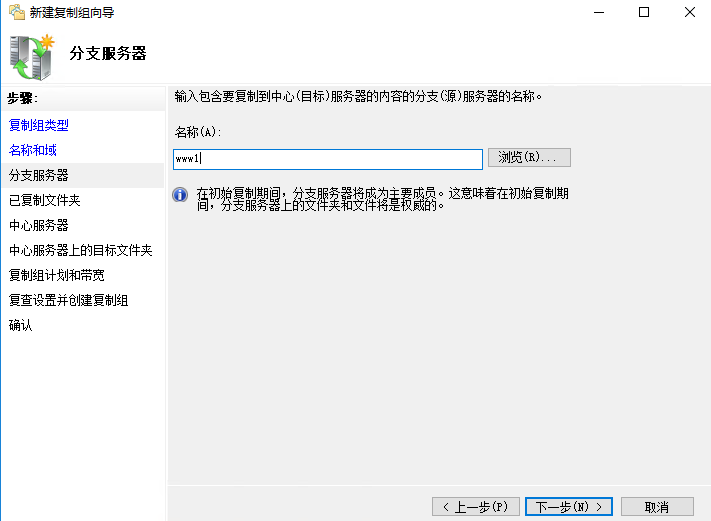 新建复制组向导
分支服务器
步骤:
复制组类型
名称和域
分支服务器
已复制文件夹
中心服务器
中心服务器上的目标文件夹
复制组计划和带宽
复查设置并创建复制组
确认
输入包含要复制到中心(目标)服务器的内容的分支(源)服务器的名称。
名称(A):
www1
浏览(R)...
在初始复制期间，分支服务器将成为主要成员。这意味着在初始复制期
间，分支服务器上的文件夹和文件将是权威的。
< 上一步(P)
下一步(N) >
取消